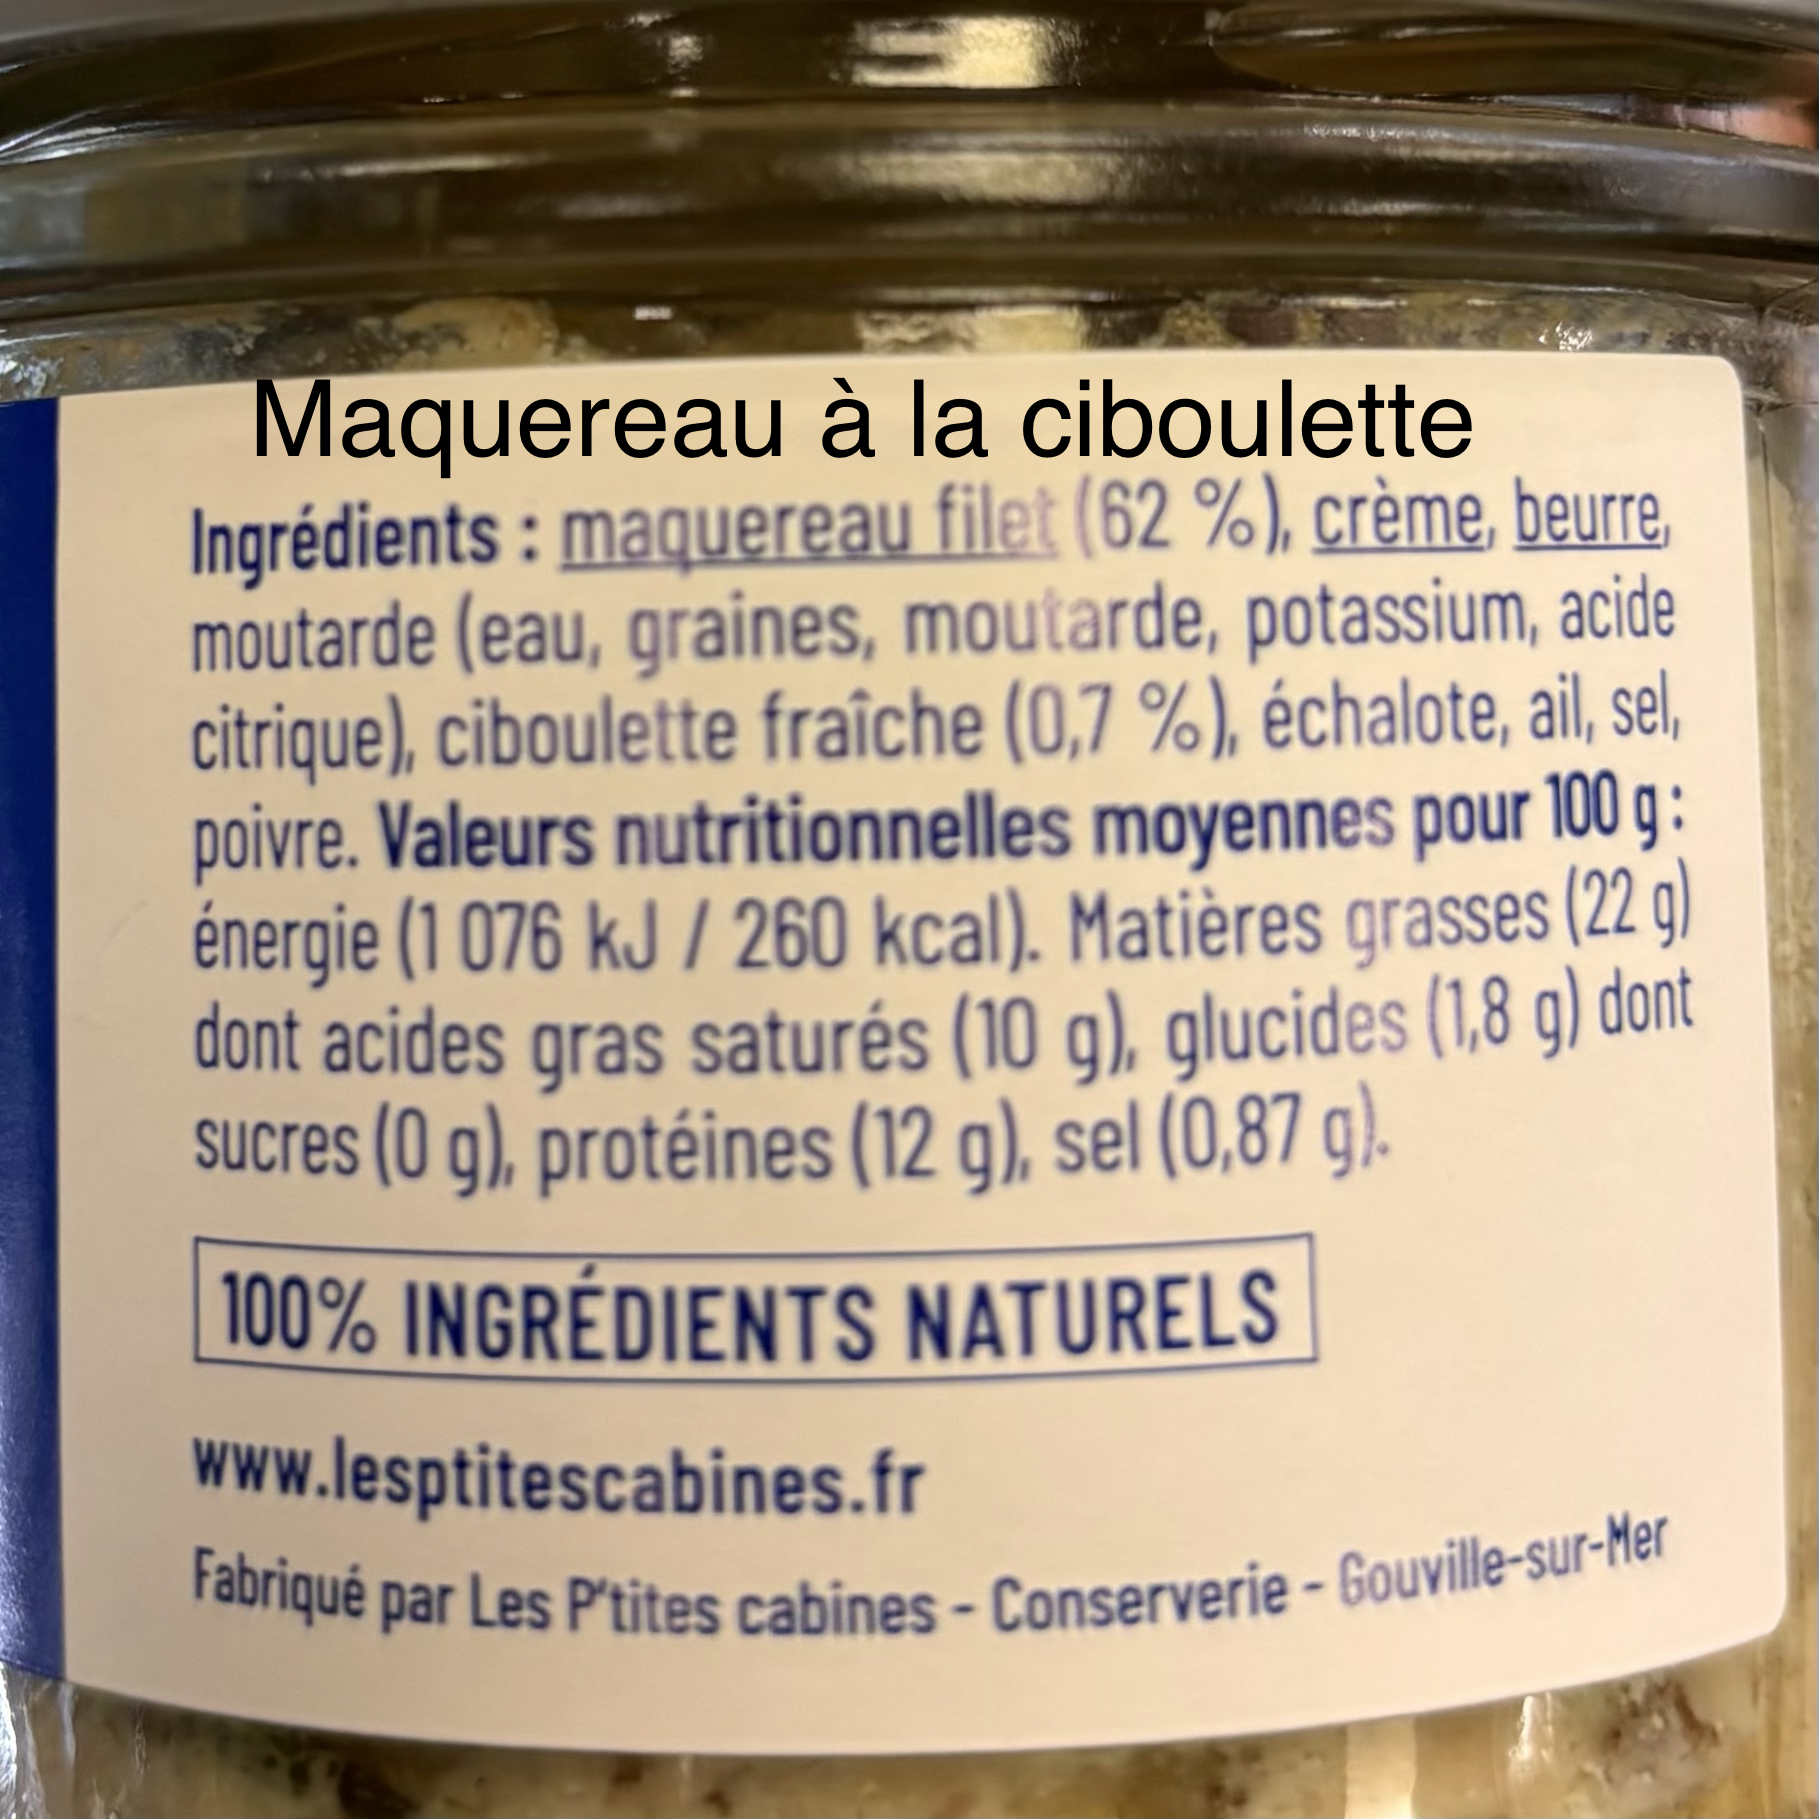 Maquereau à la ciboulette
Ingrédients : maquereau filet (62 %), crème, beurre,
moutarde (eau, graines, moutarde, potassium, acide
citrique), ciboulette fraîche (0,7 %), échalote, ail, sel,
poivre. Valeurs nutritionnelles moyennes pour 100 g :
énergie (1 076 kJ / 260 kcal). Matières grasses (22 g)
dont acides gras saturés (10 g), glucides (1,8 g) dont
sucres (0 g), protéines (12 g), sel (0,87 g).
100% INGRÉDIENTS NATURELS
www.lesptitescabines.fr
Fabriqué par Les P'tites cabines - Conserverie - Gouville-sur-Mer